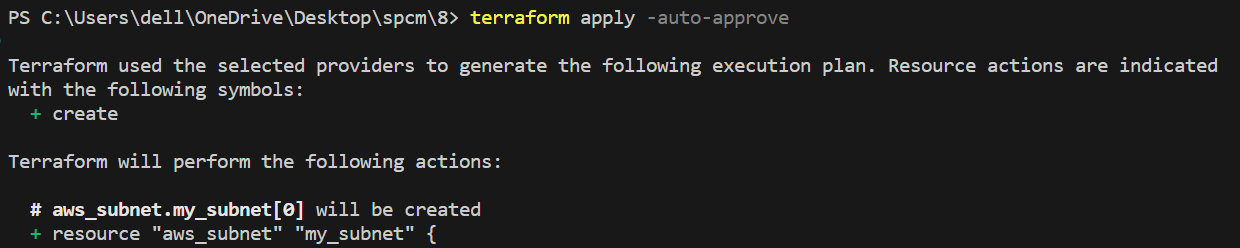 PS C:\Users\dell\OneDrive\Desktop\spcm\8> terraform apply -auto-approve
Terraform used the selected providers to generate the following execution plan. Resource actions are indicated
with the following symbols:
+ create
Terraform will perform the following actions:
# aws_subnet.my_subnet[0] will be created
+ resource "aws_subnet" "my_subnet" {